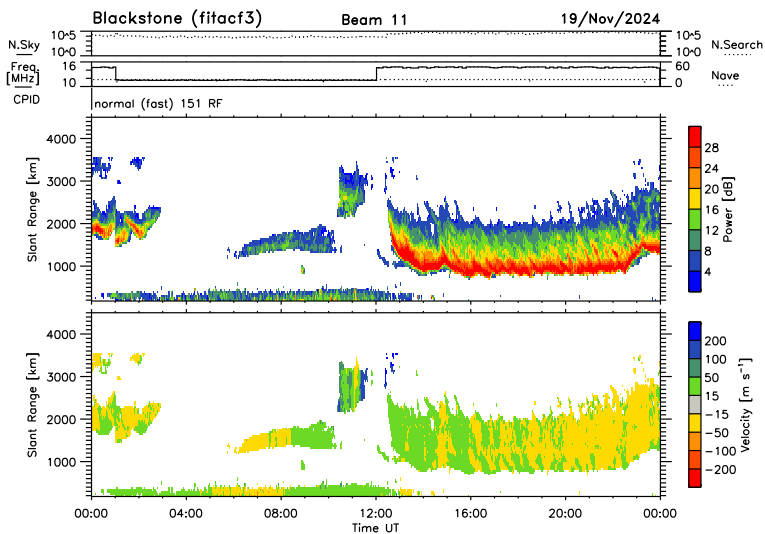 Blackstone (fitacf3) Beam 11 19/Nov/2024
N.Sky 10^5 10^0 10^5 10^0 N.Search
Freq. [MHz] 16 10 60 0 Nave
CPID normal (fast) 151 RF
4000
3000
2000
1000
Slant Range [km]
28
24
20
16
12
8
4
Power [dB]
4000
3000
2000
1000
Slant Range [km]
200
100
50
15
-15
-50
-100
-200
Velocity [m s⁻¹]
00:00 04:00 08:00 12:00 16:00 20:00 00:00
Time UT